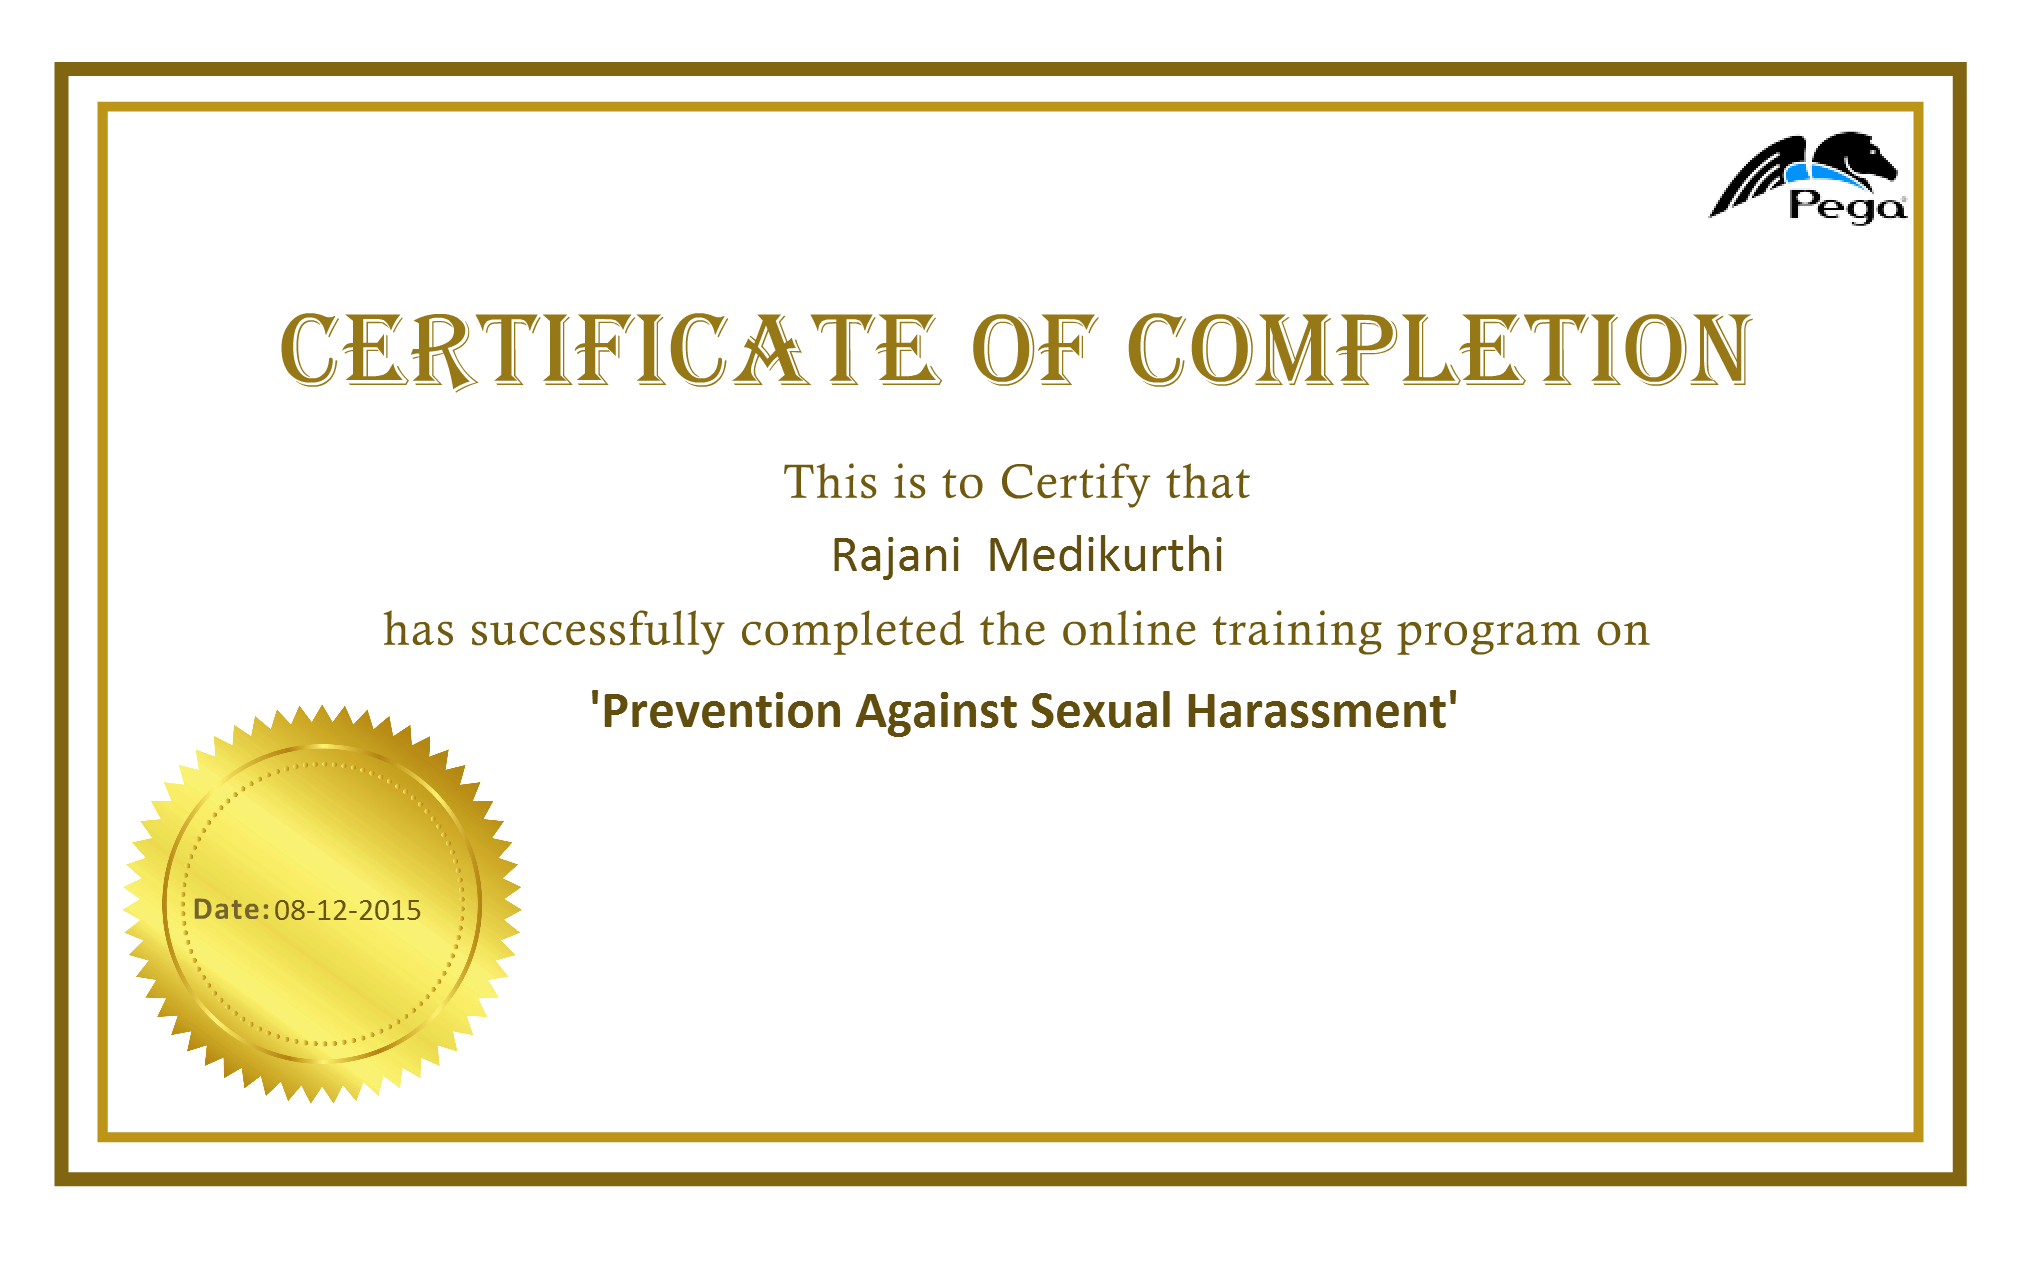 Pega
CERTIFICATE OF COMPLETION
This is to Certify that
Rajani Medikurthi
has successfully completed the online training program on
'Prevention Against Sexual Harassment'
Date: 08-12-2015